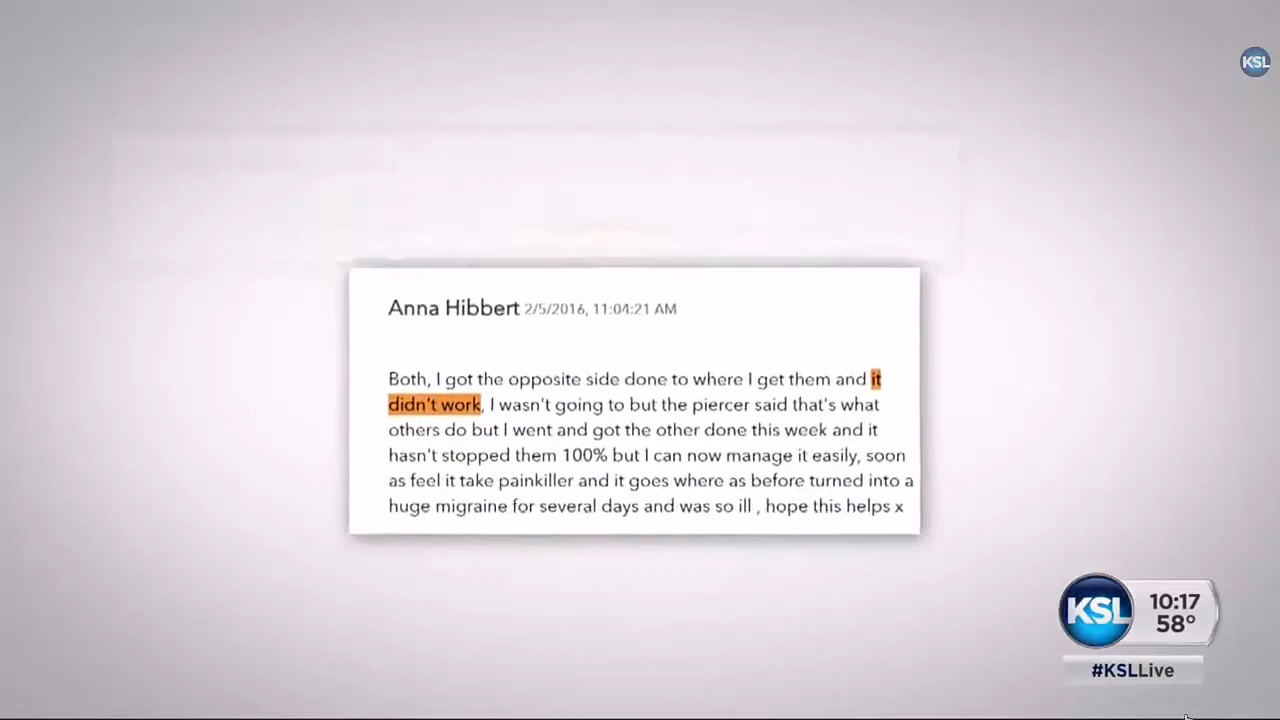 KSL
Anna Hibbert 2/5/2016, 11:04:21 AM
Both, I got the opposite side done to where I get them and it
didn't work, I wasn't going to but the piercer said that's what
others do but I went and got the other done this week and it
hasn't stopped them 100% but I can now manage it easily, soon
as feel it take painkiller and it goes where as before turned into a
huge migraine for several days and was so ill , hope this helps x
KSL
10:17
58°
#KSLLive